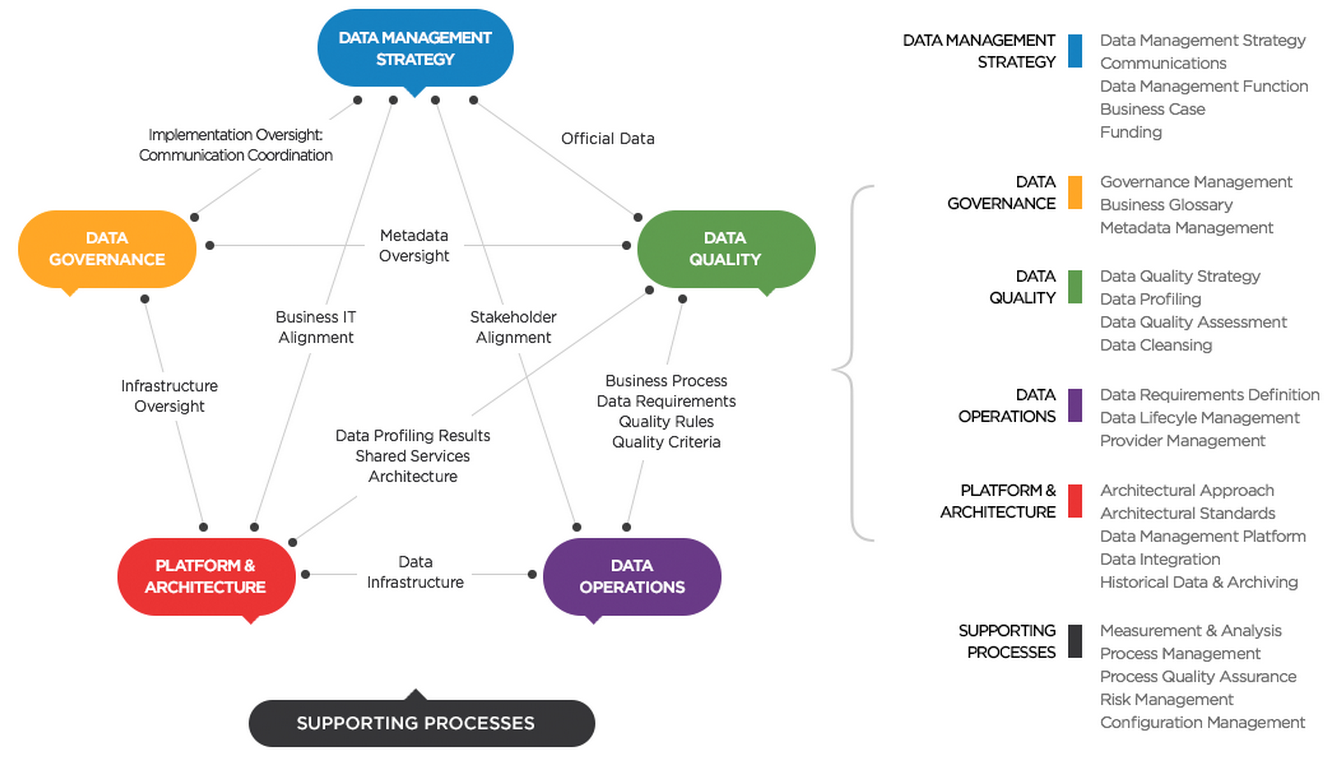 DATA MANAGEMENT
STRATEGY
Implementation Oversight:
Communication Coordination
Official Data
DATA
GOVERNANCE
Metadata
Oversight
DATA
QUALITY
Business IT
Alignment
Stakeholder
Alignment
Infrastructure
Oversight
Business Process
Data Requirements
Quality Rules
Quality Criteria
Data Profiling Results
Shared Services
Architecture
PLATFORM &
ARCHITECTURE
Data
Infrastructure
DATA
OPERATIONS
SUPPORTING PROCESSES
DATA MANAGEMENT
STRATEGY
Data Management Strategy
Communications
Data Management Function
Business Case
Funding
DATA
GOVERNANCE
Governance Management
Business Glossary
Metadata Management
DATA
QUALITY
Data Quality Strategy
Data Profiling
Data Quality Assessment
Data Cleansing
DATA
OPERATIONS
Data Requirements Definition
Data Lifecyle Management
Provider Management
PLATFORM &
ARCHITECTURE
Architectural Approach
Architectural Standards
Data Management Platform
Data Integration
Historical Data & Archiving
SUPPORTING
PROCESSES
Measurement & Analysis
Process Management
Process Quality Assurance
Risk Management
Configuration Management